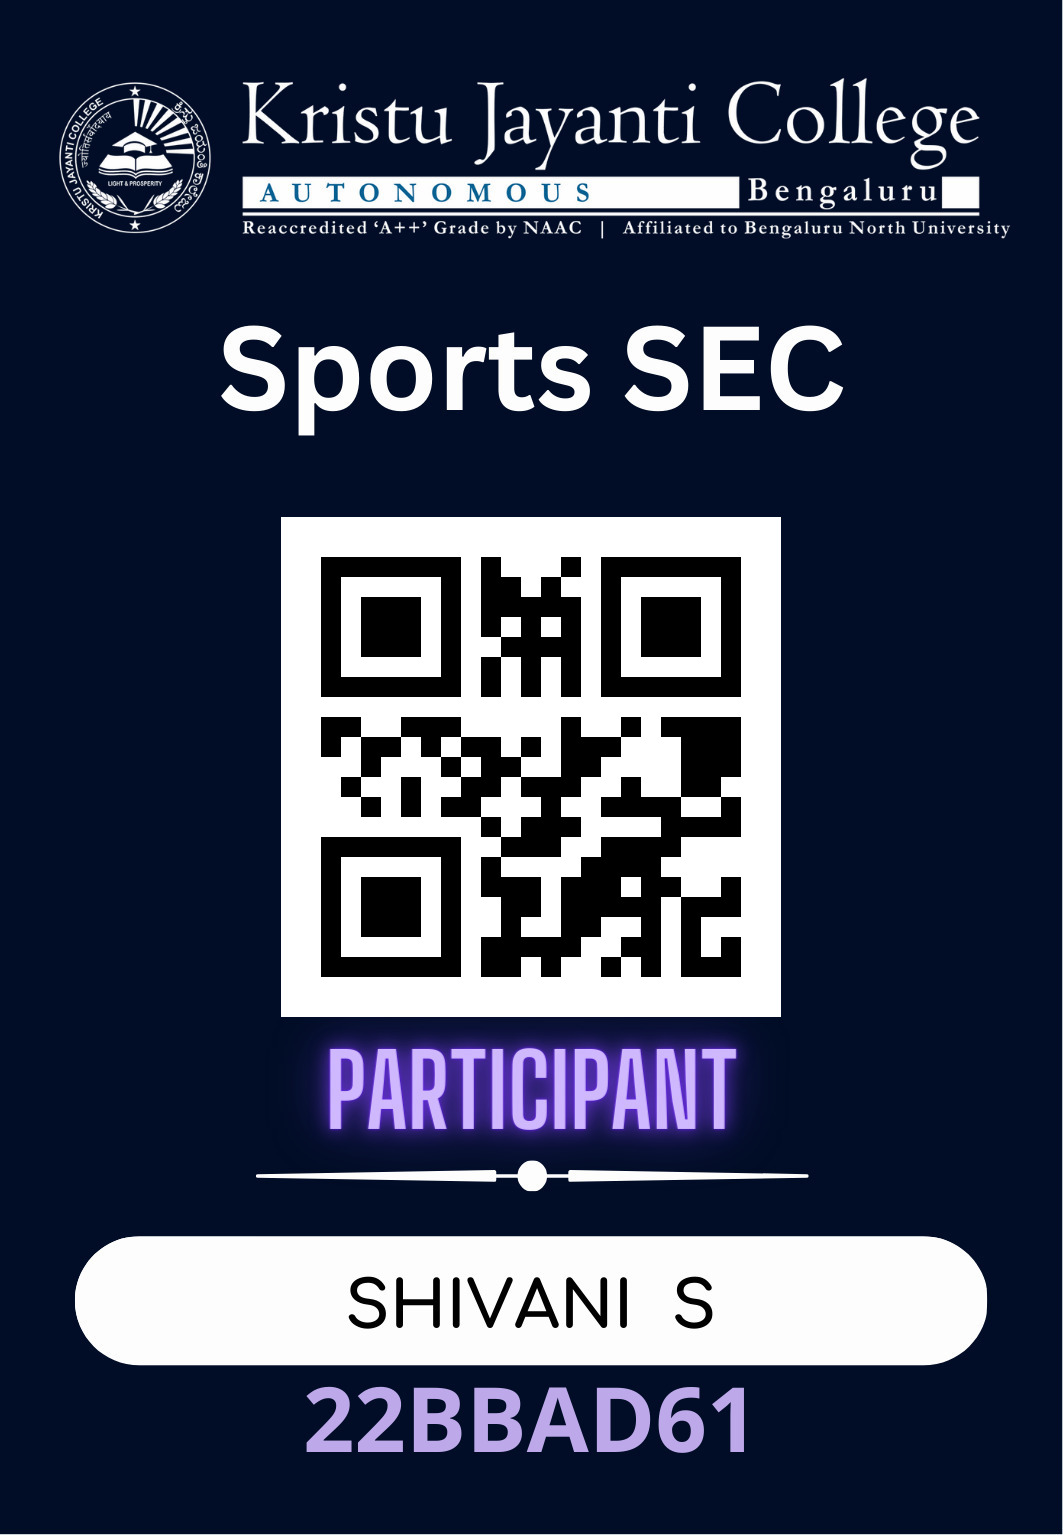 KRISTU JAYANTI COLLEGE
ಕ್ರಿಸ್ತು ಜಯಂತಿ ಕಾಲೇಜು
LIGHT & PROSPERITY
Kristu Jayanti College
AUTONOMOUS Bengaluru
Reaccredited ‘A++’ Grade by NAAC | Affiliated to Bengaluru North University
Sports SEC
PARTICIPANT
SHIVANI S
22BBAD61